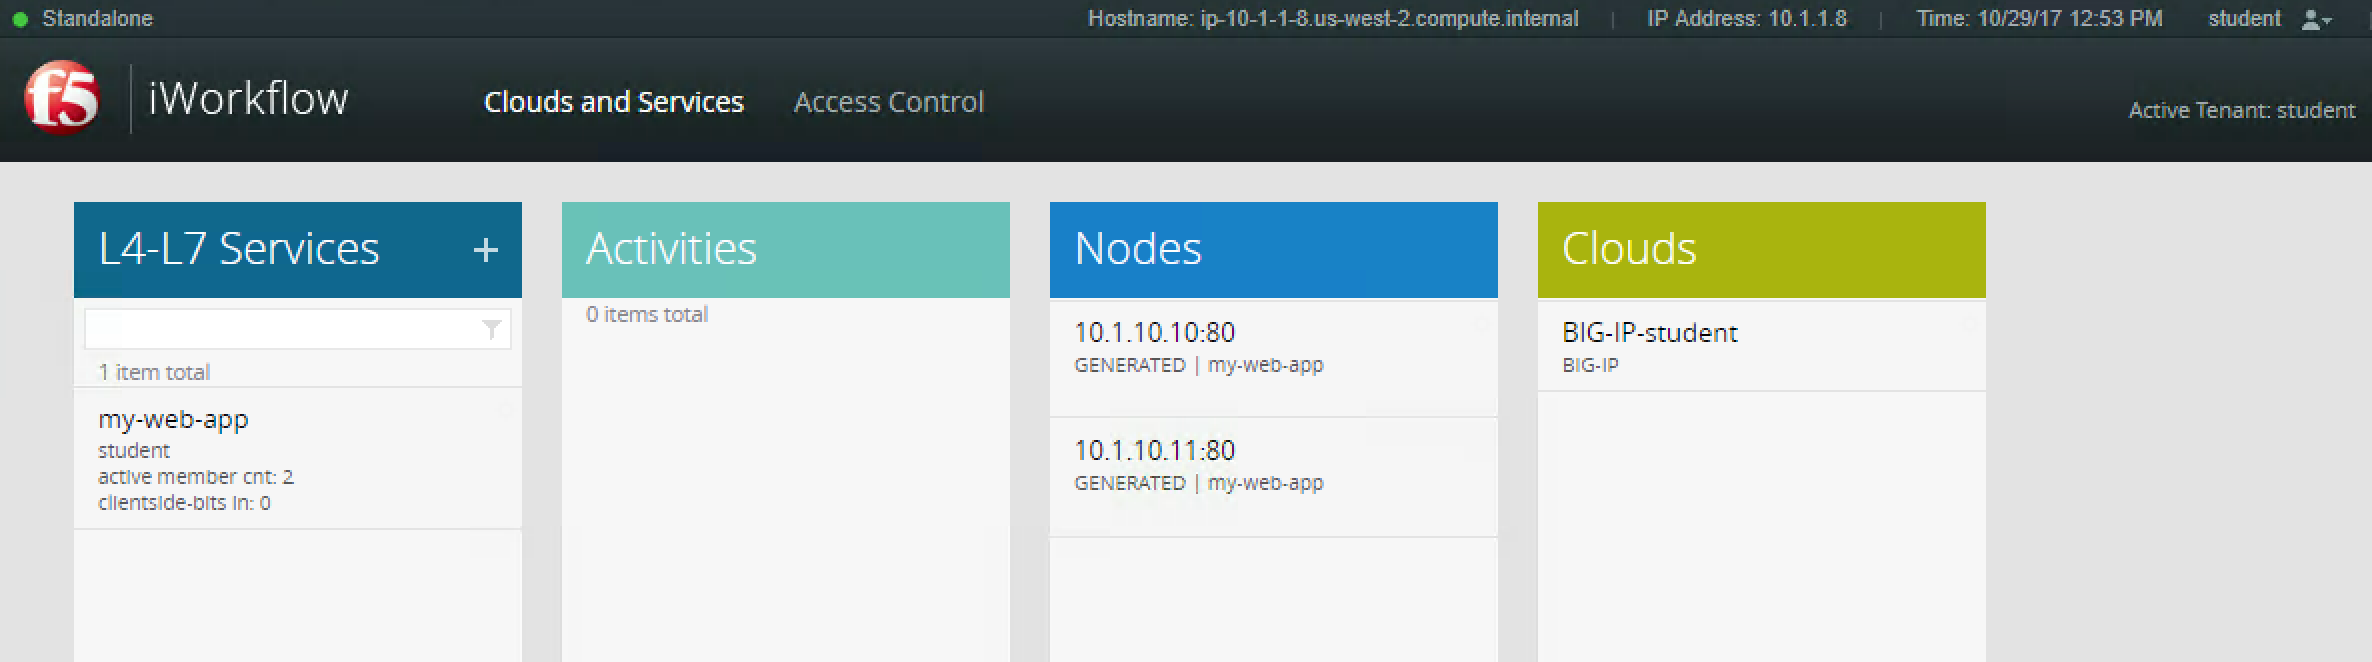 Standalone
Hostname: ip-10-1-1-8.us-west-2.compute.internal | IP Address: 10.1.1.8 | Time: 10/29/17 12:53 PM student
f5 | iWorkflow Clouds and Services Access Control
Active Tenant: student
L4-L7 Services +
1 item total
my-web-app
student
active member cnt: 2
clientside-bits in: 0
Activities
0 items total
Nodes
10.1.10.10:80
GENERATED | my-web-app
10.1.10.11:80
GENERATED | my-web-app
Clouds
BIG-IP-student
BIG-IP